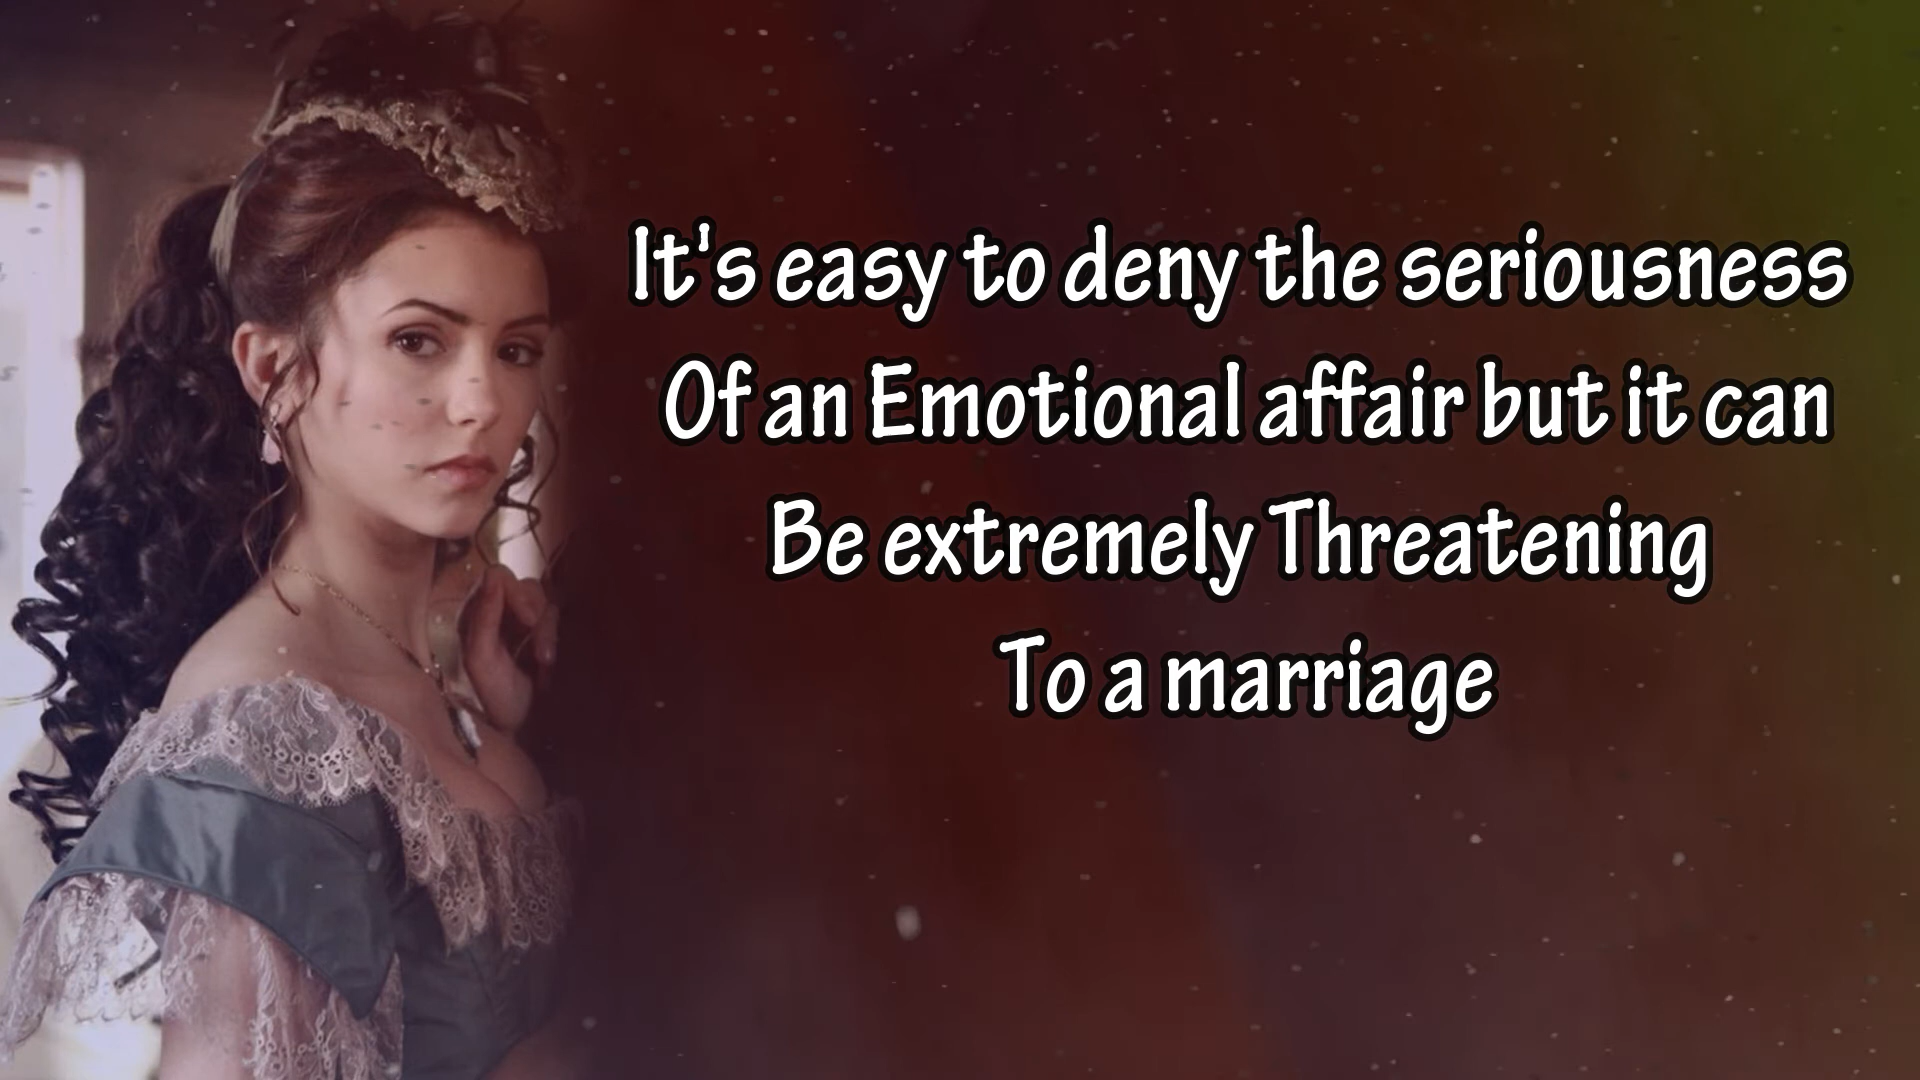 It's easy to deny the seriousness
Of an Emotional affair but it can
Be extremely Threatening
To a marriage